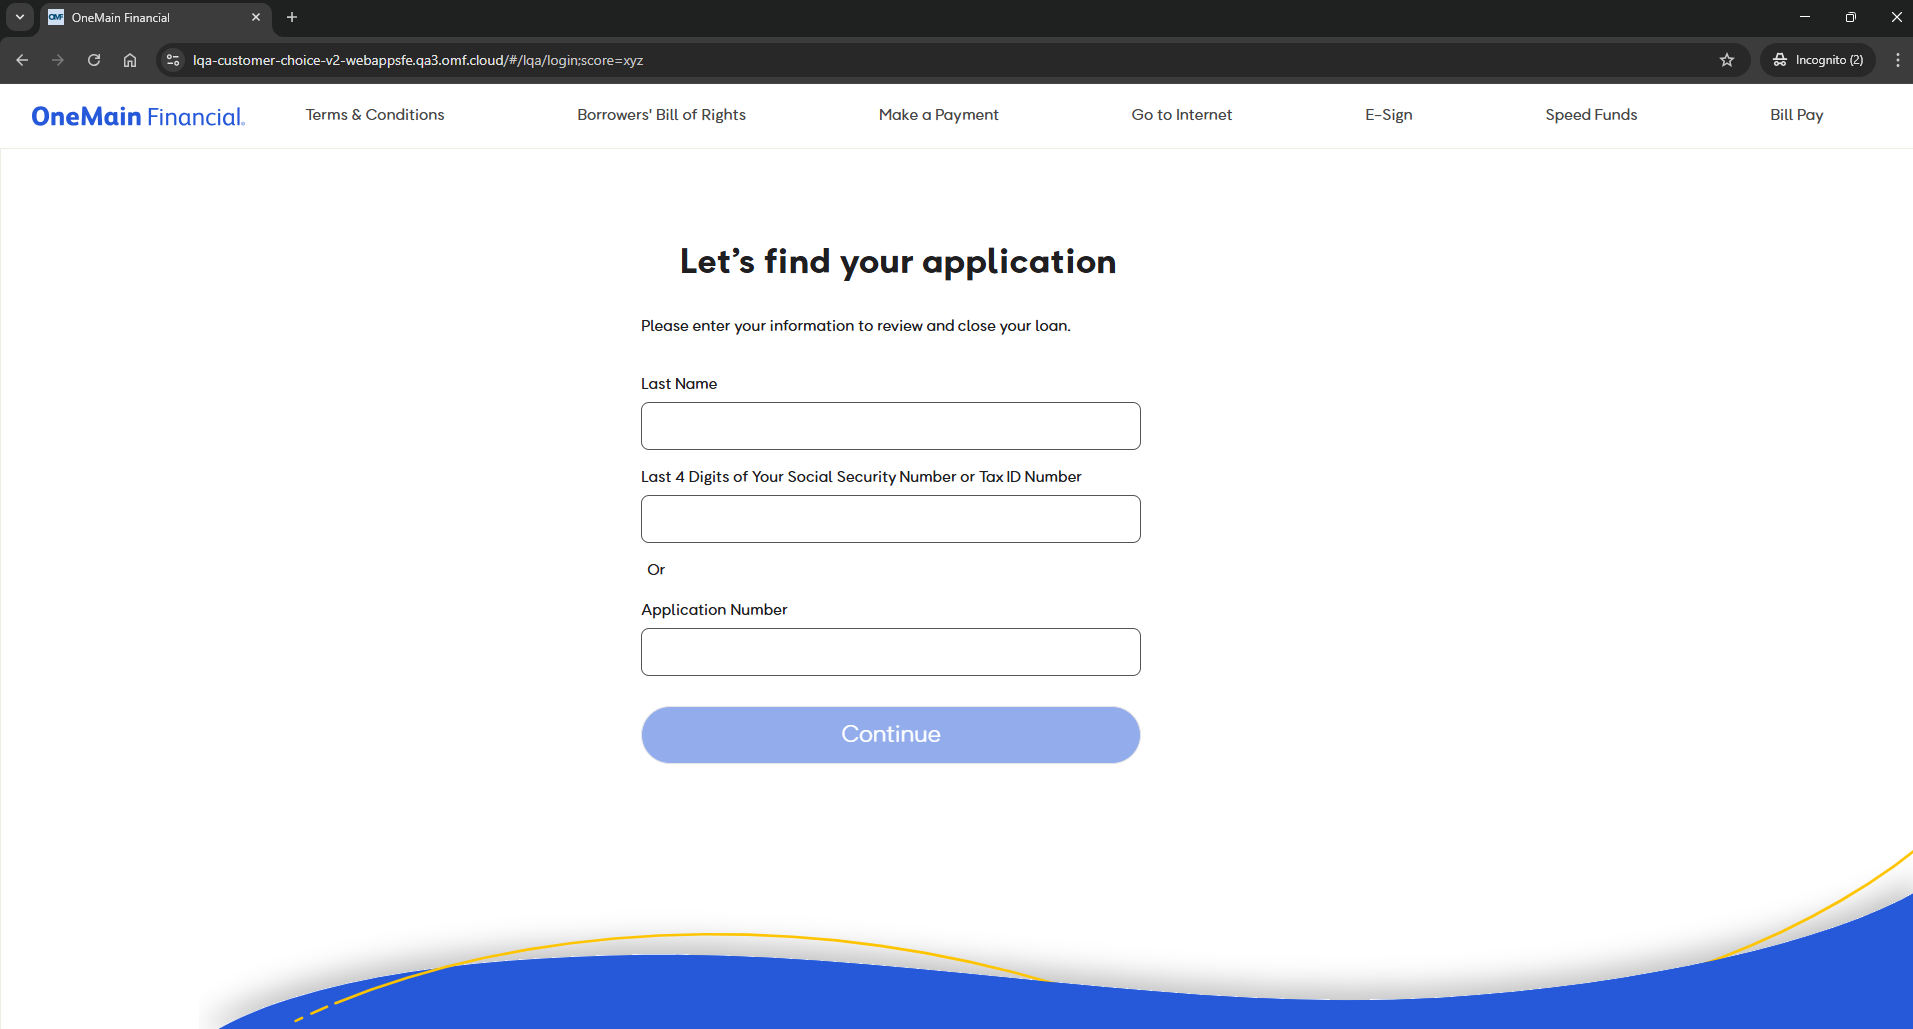 OneMain Financial
lqa-customer-choice-v2-webappsfe.qa3.omf.cloud/#/lqa/login;score=xyz
Incognito (2)
OneMain Financial
Terms & Conditions
Borrowers' Bill of Rights
Make a Payment
Go to Internet
E-Sign
Speed Funds
Bill Pay
Let’s find your application
Please enter your information to review and close your loan.
Last Name
Last 4 Digits of Your Social Security Number or Tax ID Number
Or
Application Number
Continue